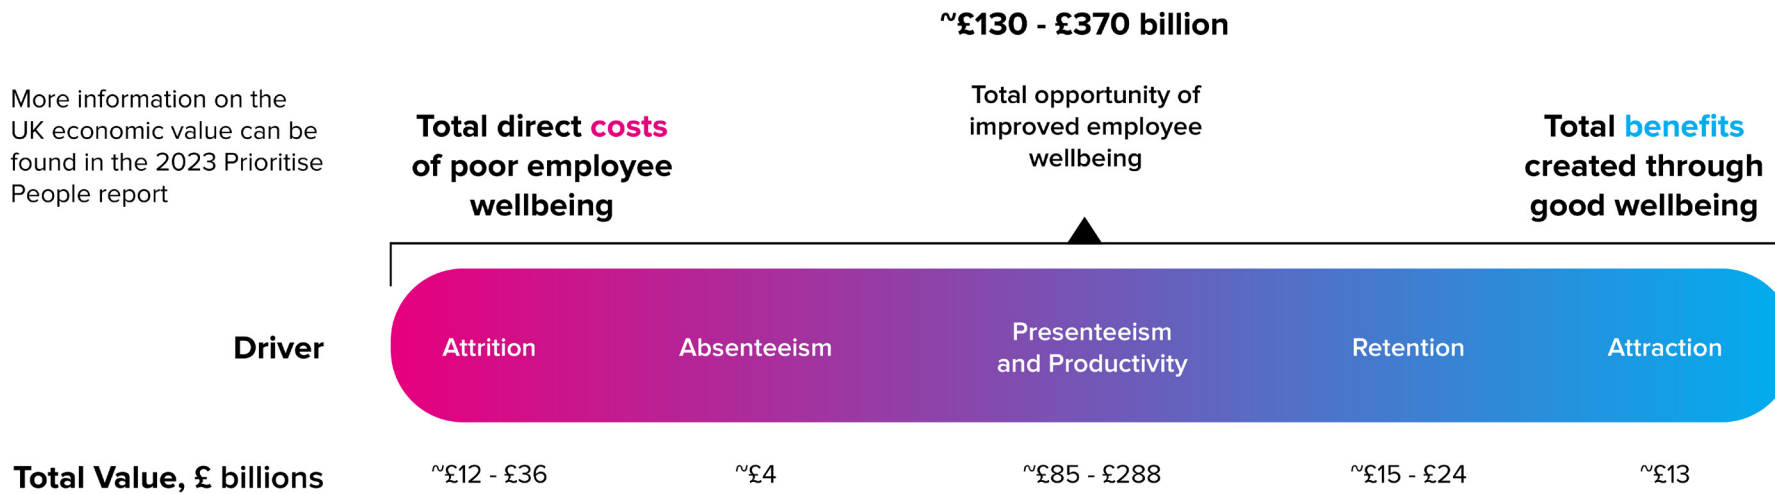 ~£130 - £370 billion
More information on the
UK economic value can be
found in the 2023 Prioritise
People report
Total direct costs
of poor employee
wellbeing
Total opportunity of
improved employee
wellbeing
Total benefits
created through
good wellbeing
Driver
Attrition
Absenteeism
Presenteeism
and Productivity
Retention
Attraction
Total Value, £ billions
~£12 - £36
~£4
~£85 - £288
~£15 - £24
~£13